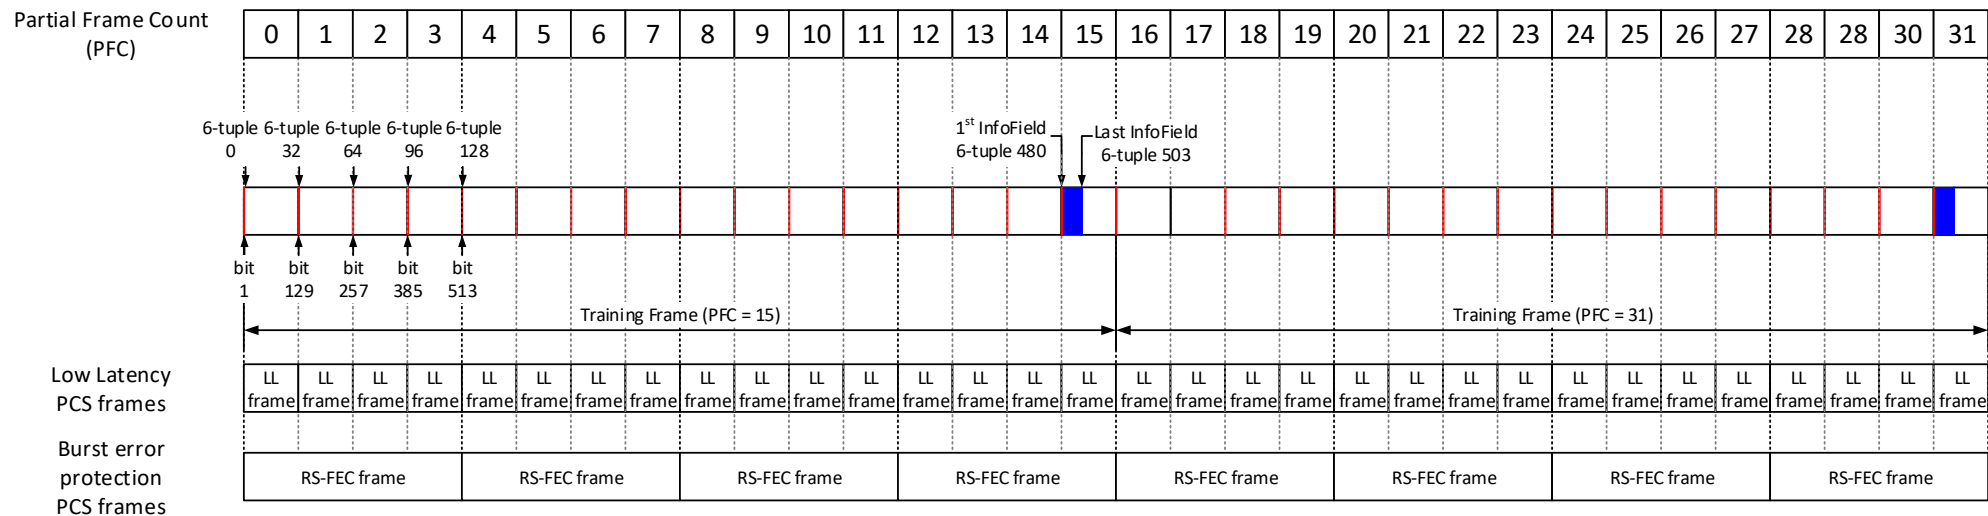 Partial Frame Count
(PFC)
0 1 2 3 4 5 6 7 8 9 10 11 12 13 14 15 16 17 18 19 20 21 22 23 24 25 26 27 28 28 30 31
6-tuple 6-tuple 6-tuple 6-tuple 6-tuple
0 32 64 96 128
1st InfoField
6-tuple 480
Last InfoField
6-tuple 503
bit bit bit bit bit
1 129 257 385 513
Training Frame (PFC = 15) Training Frame (PFC = 31)
Low Latency
PCS frames
LL LL LL LL LL LL LL LL LL LL LL LL LL LL LL LL LL LL LL LL LL LL LL LL LL LL LL LL LL LL LL LL
frame frame frame frame frame frame frame frame frame frame frame frame frame frame frame frame frame frame frame frame frame frame frame frame frame frame frame frame frame frame frame frame
Burst error
protection
PCS frames
RS-FEC frame RS-FEC frame RS-FEC frame RS-FEC frame RS-FEC frame RS-FEC frame RS-FEC frame RS-FEC frame